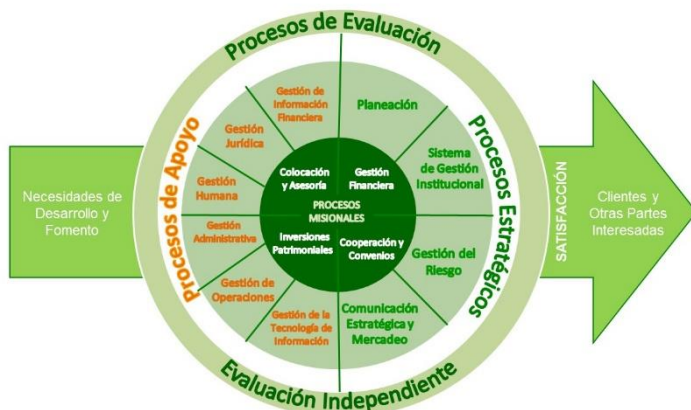 Procesos de Evaluación
Necesidades de
Desarrollo y
Fomento
Procesos de Apoyo
Gestión de
Información
Financiera
Gestión
Jurídica
Gestión
Humana
Gestión
Administrativa
Gestión de
Operaciones
Gestión de la
Tecnología de
Información
Colocación
y Asesoría
Gestión
Financiera
PROCESOS
MISIONALES
Inversiones
Patrimoniales
Cooperación y
Convenios
Planeación
Sistema
de Gestión
Institucional
Gestión del
Riesgo
Comunicación
Estratégica y
Mercadeo
Procesos Estratégicos
SATISFACCIÓN
Clientes y
Otras Partes
Interesadas
Evaluación Independiente